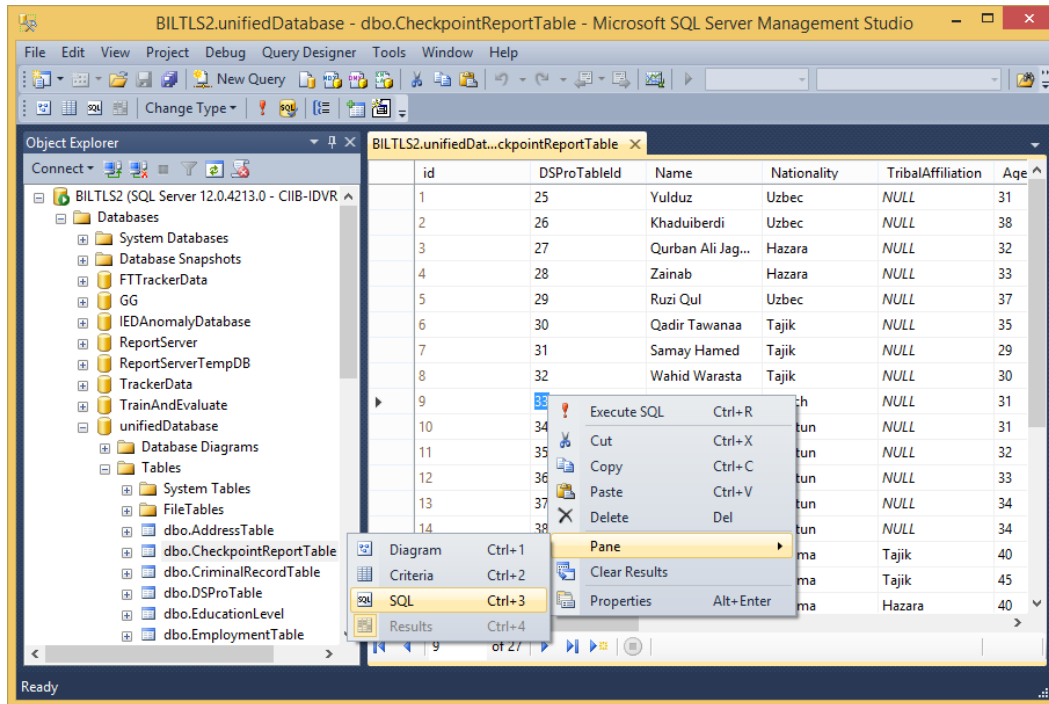 BILTLS2.unifiedDatabase - dbo.CheckpointReportTable - Microsoft SQL Server Management Studio
File Edit View Project Debug Query Designer Tools Window Help
New Query
Change Type
Object Explorer
Connect
BILTLS2 (SQL Server 12.0.4213.0 - CIIB-IDVR
Databases
System Databases
Database Snapshots
FTTrackerData
GG
IEDAnomalyDatabase
ReportServer
ReportServerTempDB
TrackerData
TrainAndEvaluate
unifiedDatabase
Database Diagrams
Tables
System Tables
FileTables
dbo.AddressTable
dbo.CheckpointReportTable
dbo.CriminalRecordTable
dbo.DSProTable
dbo.EducationLevel
dbo.EmploymentTable
BILTLS2.unifiedDat...ckpointReportTable
id DSProTableId Name Nationality TribalAffiliation Age
1 25 Yulduz Uzbec NULL 31
2 26 Khaduiberdi Uzbec NULL 38
3 27 Qurban Ali Jag... Hazara NULL 32
4 28 Zainab Hazara NULL 33
5 29 Ruzi Qul Uzbec NULL 37
6 30 Qadir Tawanaa Tajik NULL 35
7 31 Samay Hamed Tajik NULL 29
8 32 Wahid Warasta Tajik NULL 30
9 33 NULL 31
10 34 NULL 31
11 35 NULL 32
12 36 NULL 33
13 37 NULL 34
14 38 NULL 34
Tajik 40
Tajik 45
Hazara 40
Execute SQL Ctrl+R
Cut Ctrl+X
Copy Ctrl+C
Paste Ctrl+V
Delete Del
Pane
Clear Results
Properties Alt+Enter
Diagram Ctrl+1
Criteria Ctrl+2
SQL Ctrl+3
Results Ctrl+4
9 of 27
Ready